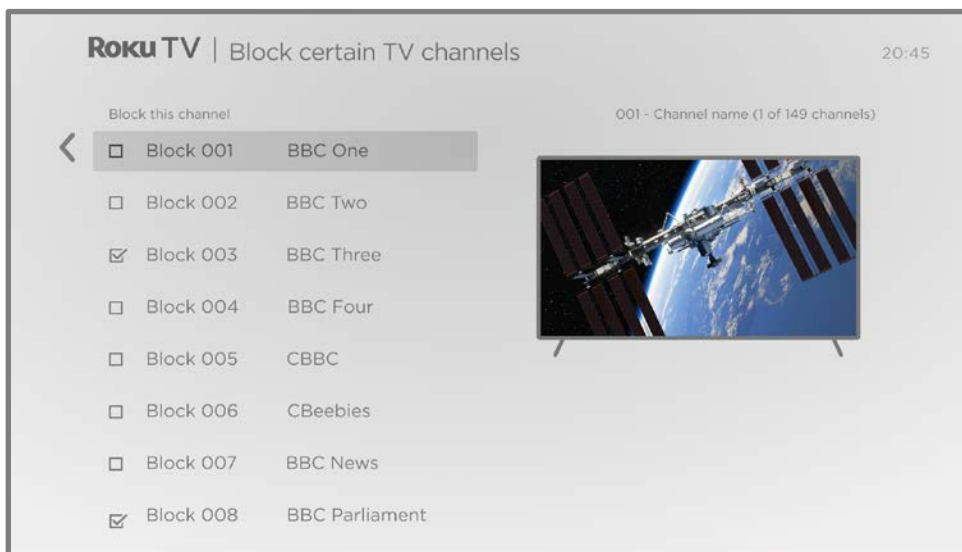 Roku TV | Block certain TV channels 20:45
Block this channel 001 - Channel name (1 of 149 channels)
Block 001 BBC One
Block 002 BBC Two
Block 003 BBC Three
Block 004 BBC Four
Block 005 CBBC
Block 006 CBeebies
Block 007 BBC News
Block 008 BBC Parliament